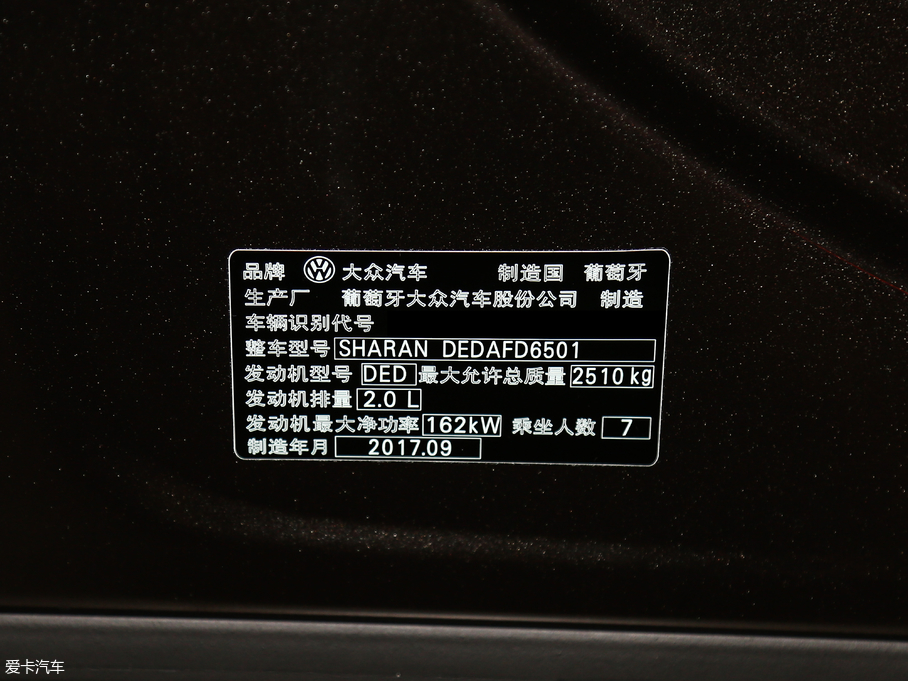 品牌 大众汽车 制造国 葡萄牙
生产厂 葡萄牙大众汽车股份公司 制造
车辆识别代号
整车型号 SHARAN DEDAFD6501
发动机型号 DED 最大允许总质量 2510 kg
发动机排量 2.0 L
发动机最大净功率 162kW 乘坐人数 7
制造年月 2017.09
爱卡汽车